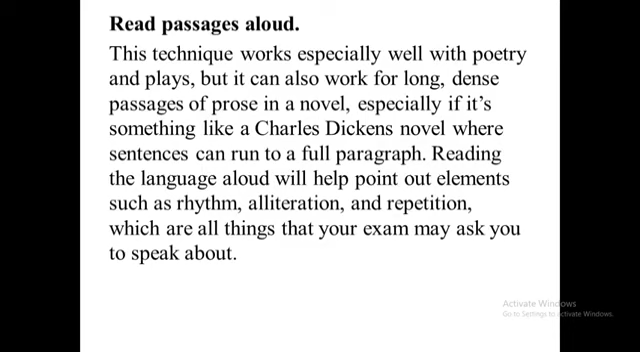 Read passages aloud.
This technique works especially well with poetry
and plays, but it can also work for long, dense
passages of prose in a novel, especially if it's
something like a Charles Dickens novel where
sentences can run to a full paragraph. Reading
the language aloud will help point out elements
such as rhythm, alliteration, and repetition,
which are all things that your exam may ask you
to speak about.
Activate Windows
Go to Settings to activate Windows.